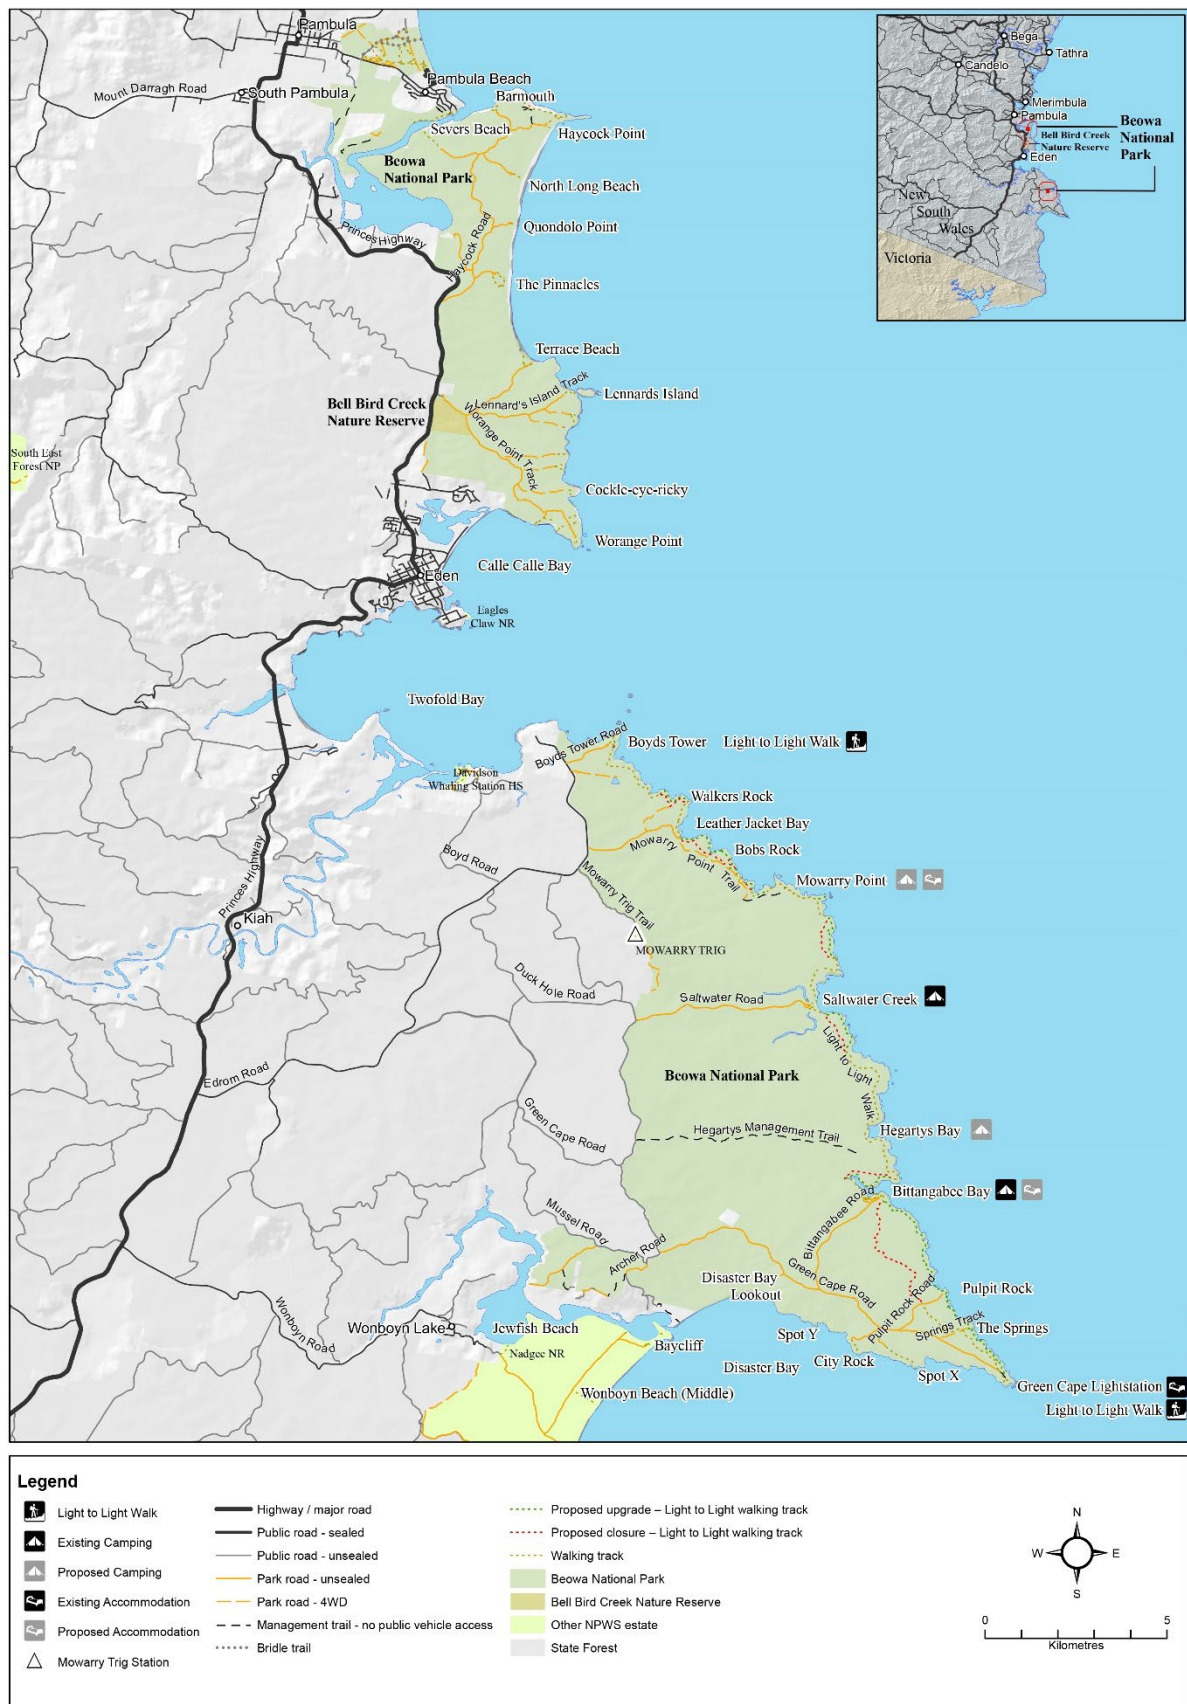 Pambula
Pambula Beach
Mount Darragh Road
South Pambula
Barmouth
Severs Beach
Haycock Point
Beowa
National Park
North Long Beach
Quondolo Point
Princes Highway
Haycock Road
The Pinnacles
Terrace Beach
Lennard's Island Track
Lennards Island
Bell Bird Creek
Nature Reserve
Worange Point Track
South East
Forest NP
Cockle-eye-ricky
Worange Point
Calle Calle Bay
Eden
Eagles
Claw NR
Twofold Bay
Boyds Tower Road
Boyds Tower
Light to Light Walk
Davidson
Whaling Station HS
Walkers Rock
Leather Jacket Bay
Bobs Rock
Mowarry Point Trail
Mowarry Point
Boyd Road
Mowarry Trig Trail
Princes Highway
Kiah
MOWARRY TRIG
Duck Hole Road
Saltwater Road
Saltwater Creek
Light to Light Walk
Edrom Road
Beowa National Park
Green Cape Road
Hegartys Management Trail
Hegartys Bay
Bittangabee Bay
Bittangabee Road
Mussel Road
Archer Road
Green Cape Road
Disaster Bay
Lookout
Pulpit Rock Road
Pulpit Rock
Springs Track
The Springs
Wonboyn Road
Wonboyn Lake
Jewfish Beach
Nadgee NR
Baycliff
Spot Y
Disaster Bay
City Rock
Spot X
Wonboyn Beach (Middle)
Green Cape Lightstation
Light to Light Walk
Bega
Tathra
Candelo
Merimbula
Pambula
Bell Bird Creek
Nature Reserve
Beowa
National
Park
Eden
New
South
Wales
Victoria
Legend
Light to Light Walk
Existing Camping
Proposed Camping
Existing Accommodation
Proposed Accommodation
Mowarry Trig Station
Highway / major road
Public road - sealed
Public road - unsealed
Park road - unsealed
Park road - 4WD
Management trail - no public vehicle access
Bridle trail
Proposed upgrade – Light to Light walking track
Proposed closure – Light to Light walking track
Walking track
Beowa National Park
Bell Bird Creek Nature Reserve
Other NPWS estate
State Forest
N
W
E
S
0
5
Kilometres